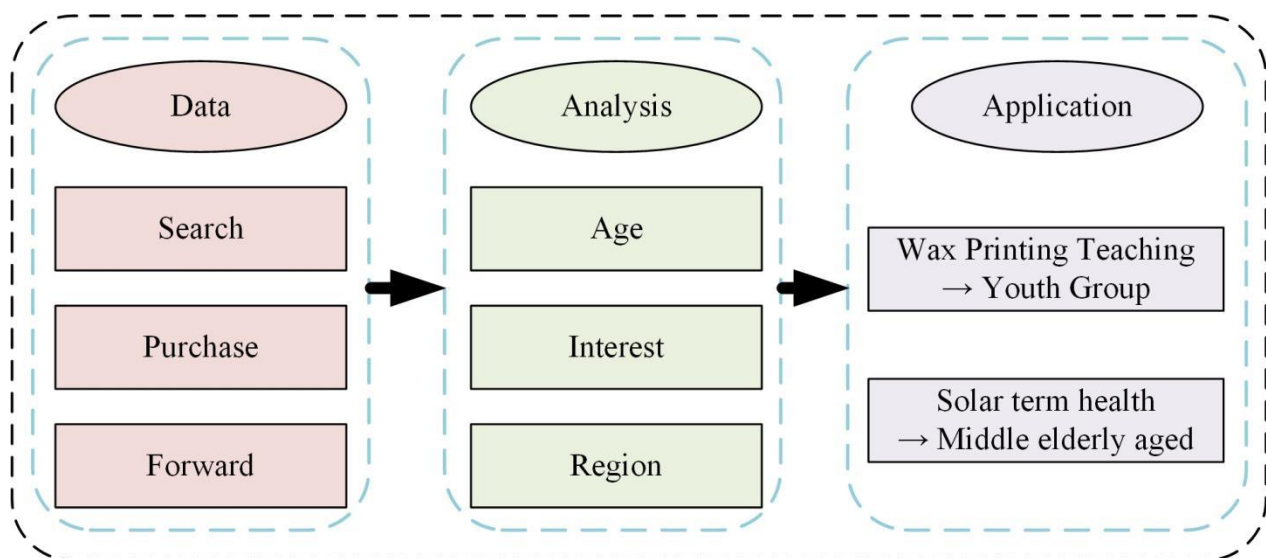 Data
Search
Purchase
Forward
Analysis
Age
Interest
Region
Application
Wax Printing Teaching
→ Youth Group
Solar term health
→ Middle elderly aged